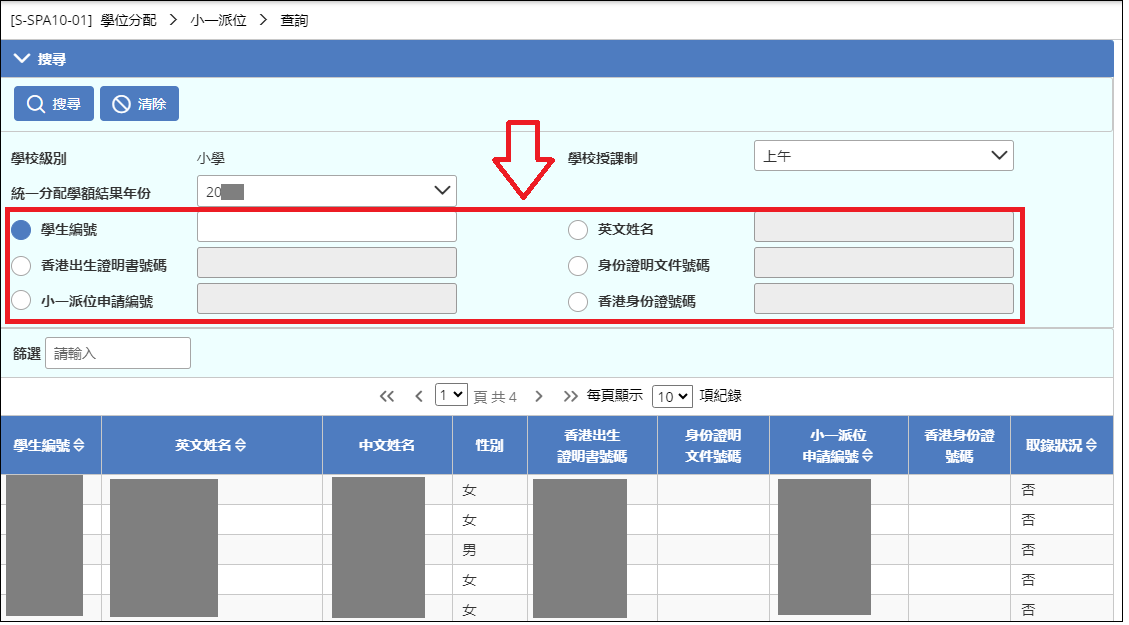 [S-SPA10-01] 學位分配 > 小一派位 > 查詢
搜尋
搜尋 清除
學校級別 小學 學校授課制 上午
統一分配學額結果年份 20
學生編號 英文姓名
香港出生證明書號碼 身份證明文件號碼
小一派位申請編號 香港身份證號碼
篩選 請輸入
1 頁 共 4 每頁顯示 10 項紀錄
學生編號 英文姓名 中文姓名 性別 香港出生 證明書號碼 身份證明 文件號碼 小一派位 申請編號 香港身份證 號碼 取錄狀況
女 否
女 否
男 否
女 否
女 否